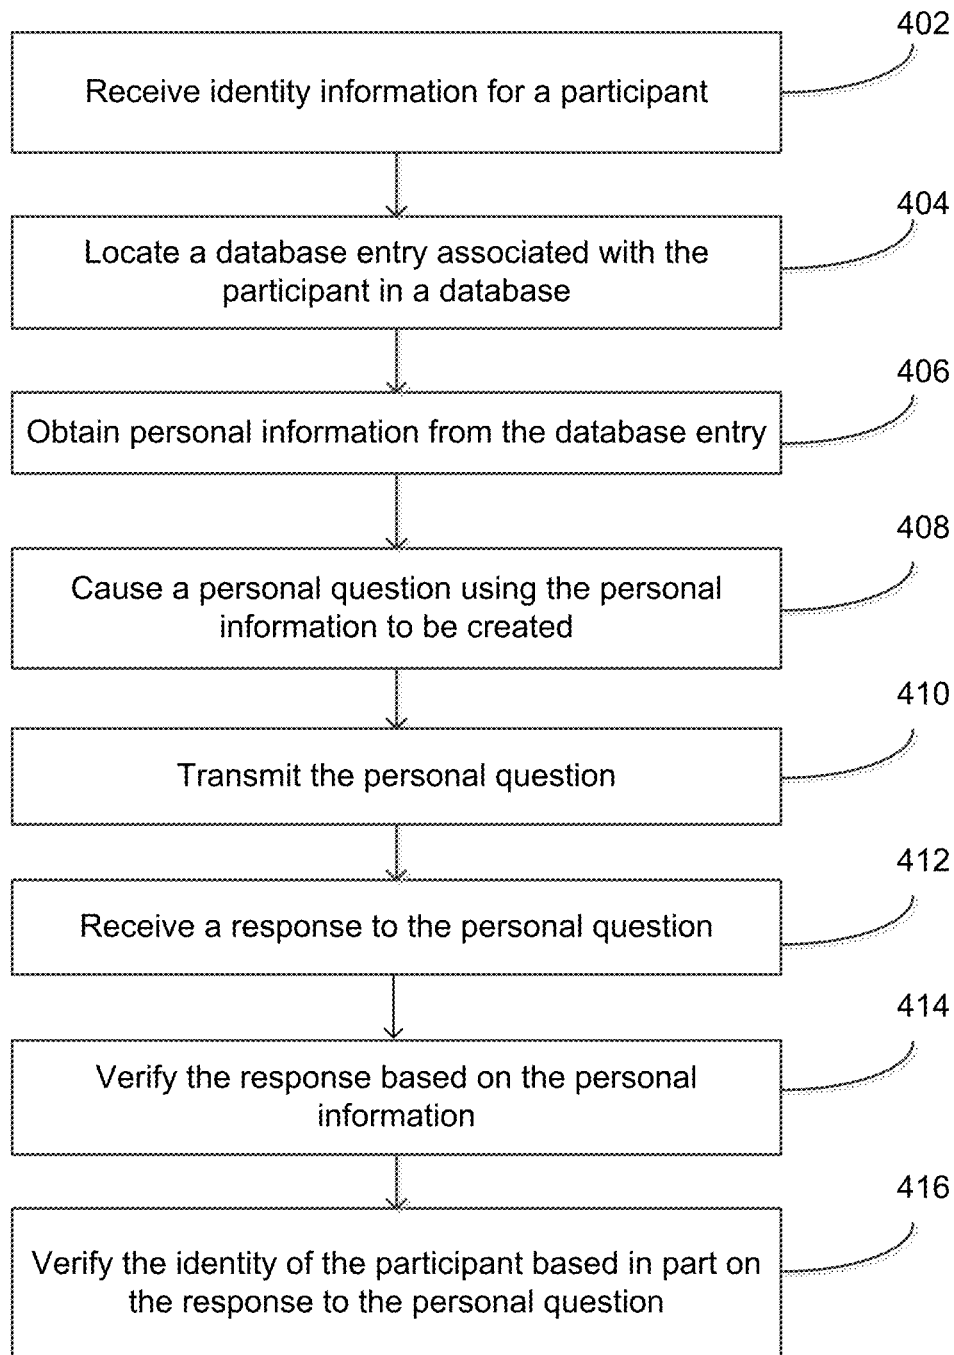 402
Receive identity information for a participant
404
Locate a database entry associated with the
participant in a database
406
Obtain personal information from the database entry
408
Cause a personal question using the personal
information to be created
410
Transmit the personal question
412
Receive a response to the personal question
414
Verify the response based on the personal
information
416
Verify the identity of the participant based in part on
the response to the personal question